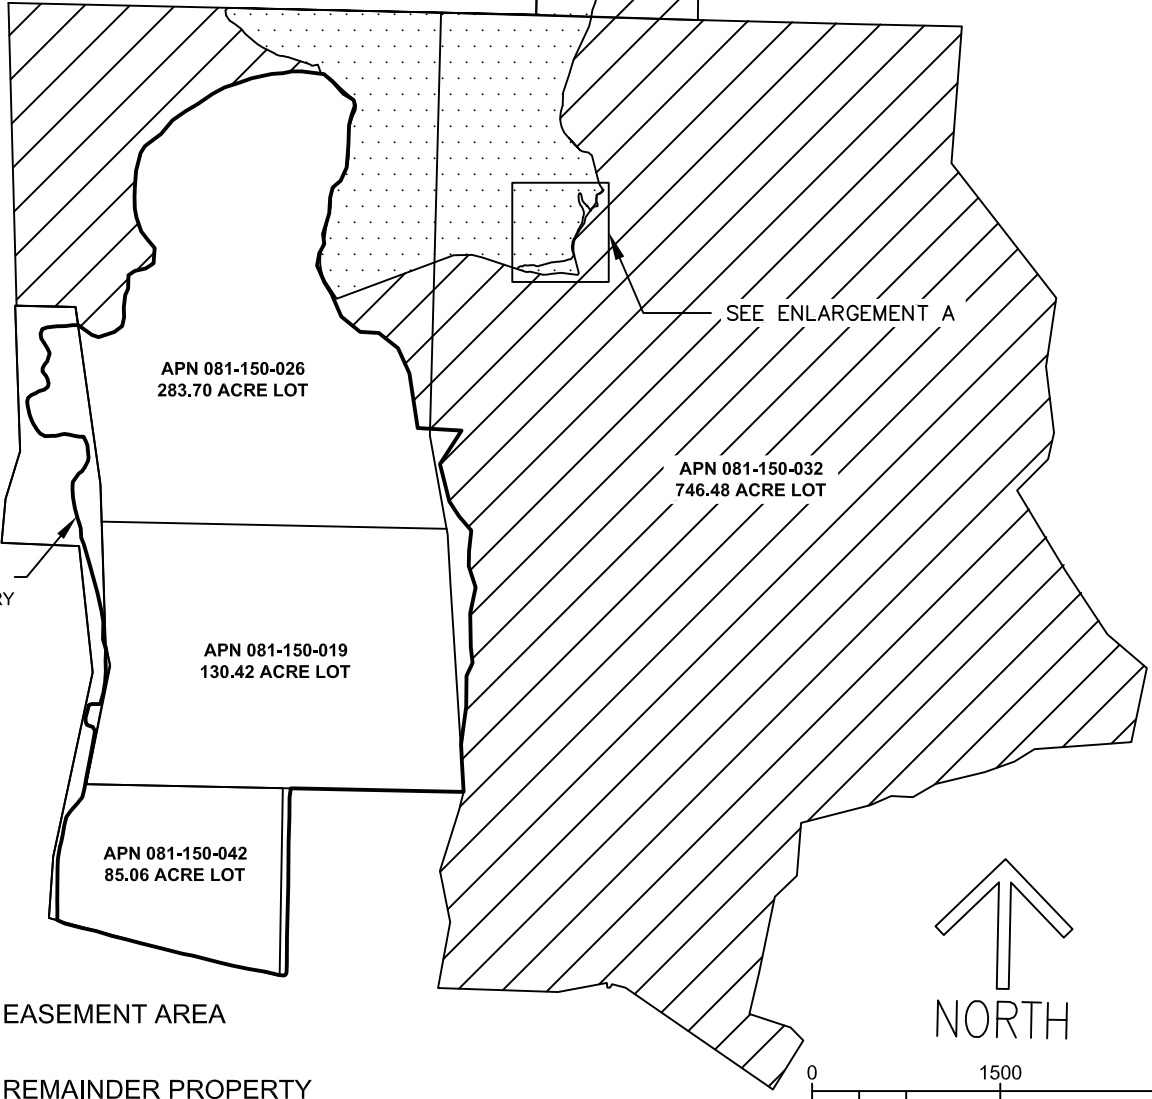 SEE ENLARGEMENT A
APN 081-150-026
283.70 ACRE LOT
APN 081-150-032
746.48 ACRE LOT
RY
APN 081-150-019
130.42 ACRE LOT
APN 081-150-042
85.06 ACRE LOT
EASEMENT AREA
NORTH
REMAINDER PROPERTY
0 1500